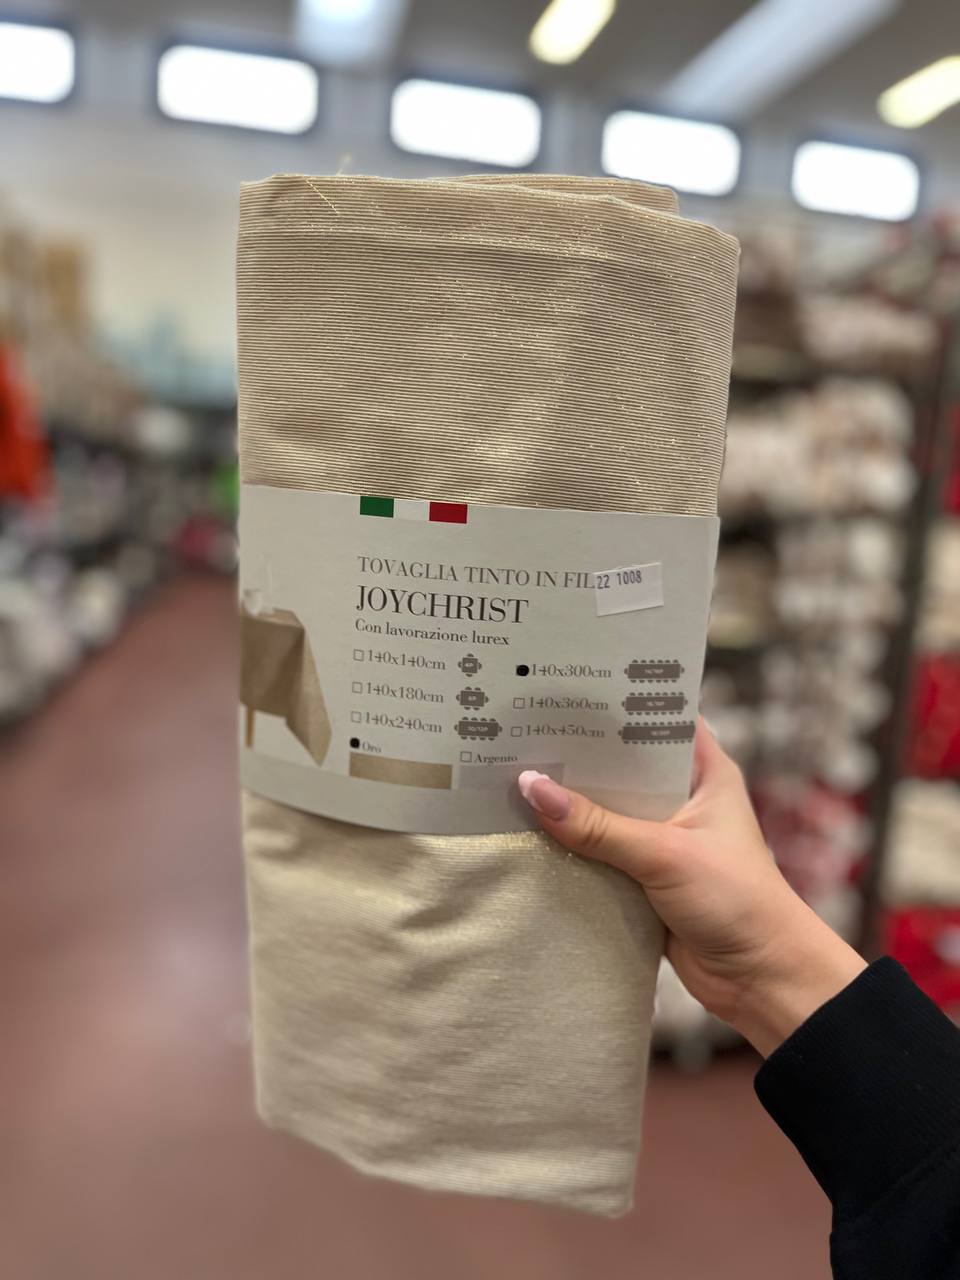 TOVAGLIA TINTO IN FIL
22 1008
JOYCHRIST
Con lavorazione lurex
140x140cm
140x300cm
140x180cm
140x360cm
140x240cm
140x450cm
Oro
Argento